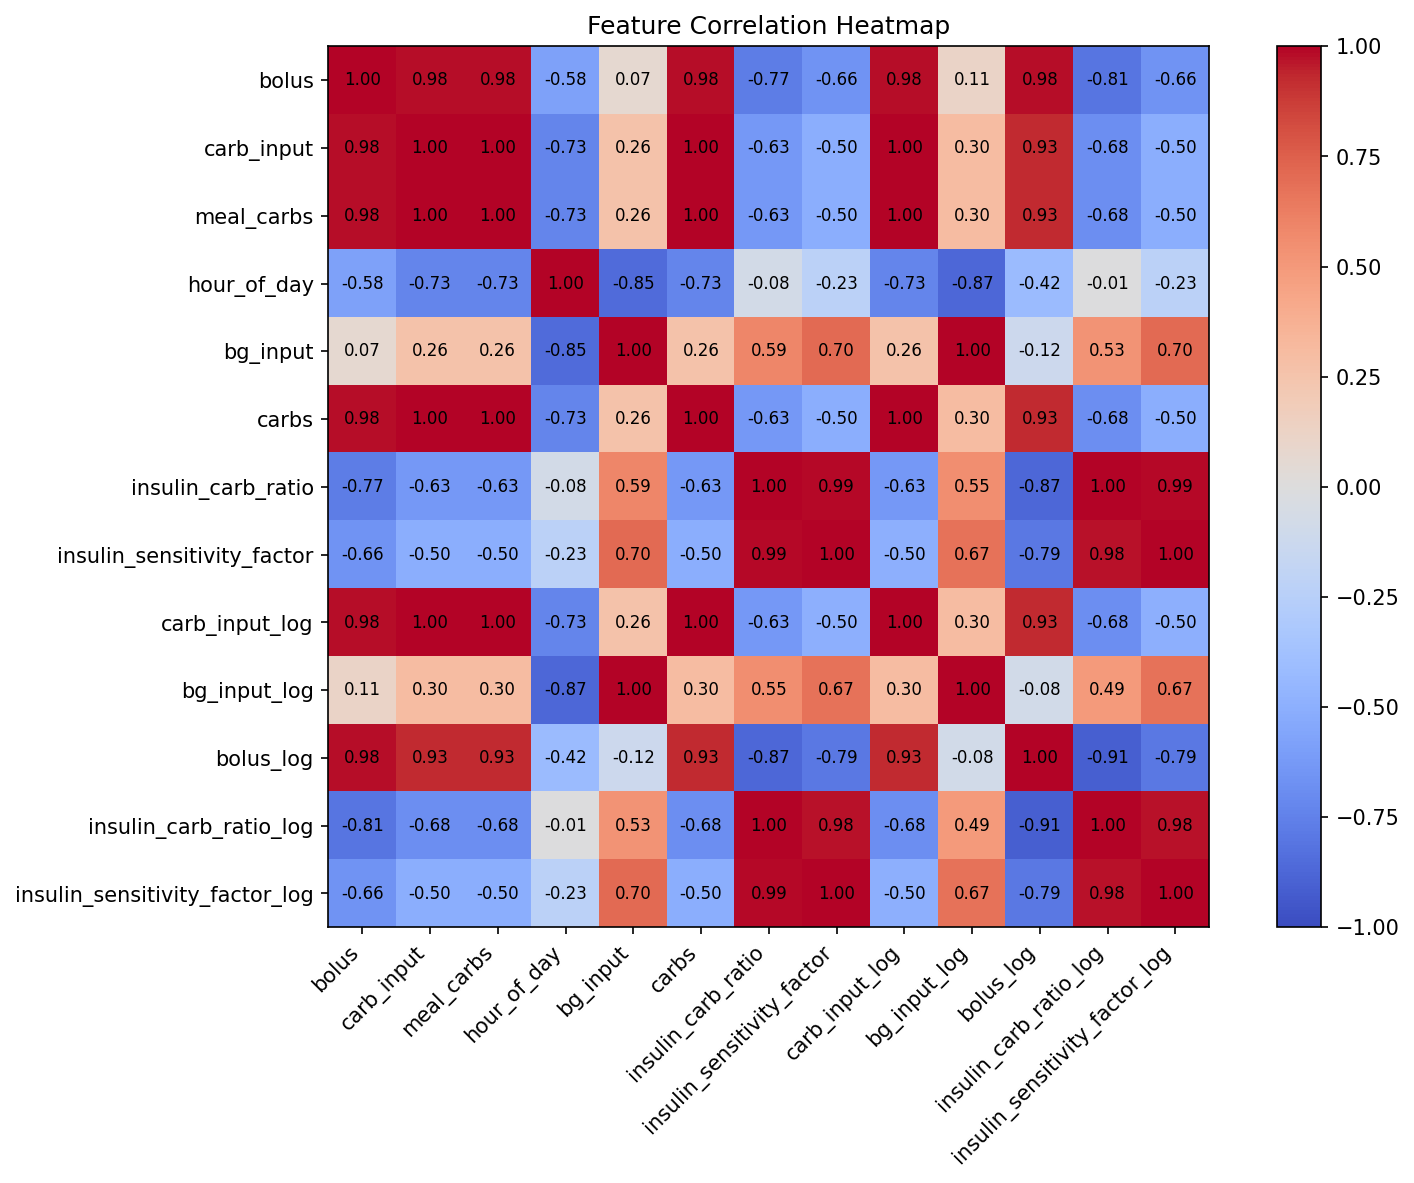 Feature Correlation Heatmap
bolus 1.00 0.98 0.98 -0.58 0.07 0.98 -0.77 -0.66 0.98 0.11 0.98 -0.81 -0.66
carb_input 0.98 1.00 1.00 -0.73 0.26 1.00 -0.63 -0.50 1.00 0.30 0.93 -0.68 -0.50
meal_carbs 0.98 1.00 1.00 -0.73 0.26 1.00 -0.63 -0.50 1.00 0.30 0.93 -0.68 -0.50
hour_of_day -0.58 -0.73 -0.73 1.00 -0.85 -0.73 -0.08 -0.23 -0.73 -0.87 -0.42 -0.01 -0.23
bg_input 0.07 0.26 0.26 -0.85 1.00 0.26 0.59 0.70 0.26 1.00 -0.12 0.53 0.70
carbs 0.98 1.00 1.00 -0.73 0.26 1.00 -0.63 -0.50 1.00 0.30 0.93 -0.68 -0.50
insulin_carb_ratio -0.77 -0.63 -0.63 -0.08 0.59 -0.63 1.00 0.99 -0.63 0.55 -0.87 1.00 0.99
insulin_sensitivity_factor -0.66 -0.50 -0.50 -0.23 0.70 -0.50 0.99 1.00 -0.50 0.67 -0.79 0.98 1.00
carb_input_log 0.98 1.00 1.00 -0.73 0.26 1.00 -0.63 -0.50 1.00 0.30 0.93 -0.68 -0.50
bg_input_log 0.11 0.30 0.30 -0.87 1.00 0.30 0.55 0.67 0.30 1.00 -0.08 0.49 0.67
bolus_log 0.98 0.93 0.93 -0.42 -0.12 0.93 -0.87 -0.79 0.93 -0.08 1.00 -0.91 -0.79
insulin_carb_ratio_log -0.81 -0.68 -0.68 -0.01 0.53 -0.68 1.00 0.98 -0.68 0.49 -0.91 1.00 0.98
insulin_sensitivity_factor_log -0.66 -0.50 -0.50 -0.23 0.70 -0.50 0.99 1.00 -0.50 0.67 -0.79 0.98 1.00
bolus
carb_input
meal_carbs
hour_of_day
bg_input
carbs
insulin_carb_ratio
insulin_sensitivity_factor
carb_input_log
bg_input_log
bolus_log
insulin_carb_ratio_log
insulin_sensitivity_factor_log
1.00
0.75
0.50
0.25
0.00
−0.25
−0.50
−0.75
−1.00